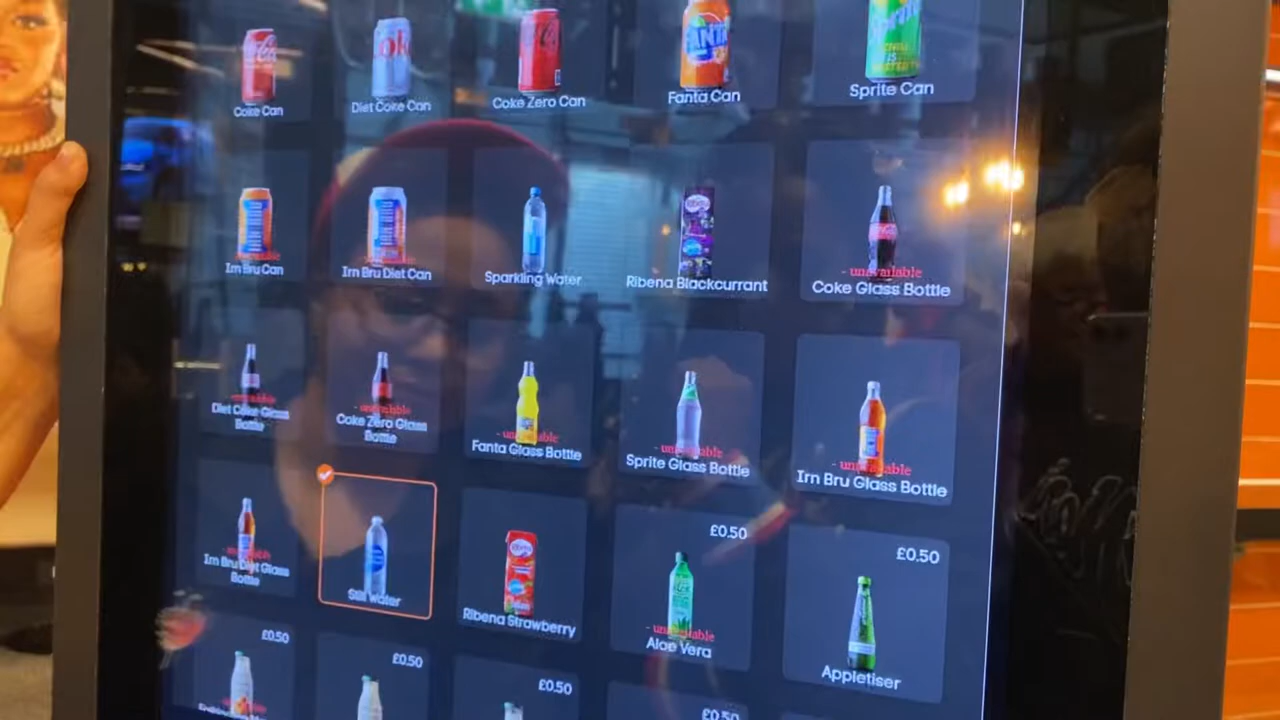 Coke Can
Diet Coke Can
Coke Zero Can
FANTA
Fanta Can
Sprite Can
Irn Bru Can
Irn Bru Diet Can
Sparkling Water
Ribena Blackcurrant
- unavailable
Coke Glass Bottle
- unavailable
Diet Coke Glass
Bottle
- unavailable
Coke Zero Glass
Bottle
- unavailable
Fanta Glass Bottle
- unavailable
Sprite Glass Bottle
- unavailable
Irn Bru Glass Bottle
Irn Bru Diet Glass
Bottle
Still water
Ribena Strawberry
£0.50
- unavailable
Aloe Vera
£0.50
Appletiser
£0.50
£0.50
£0.50
£0.50